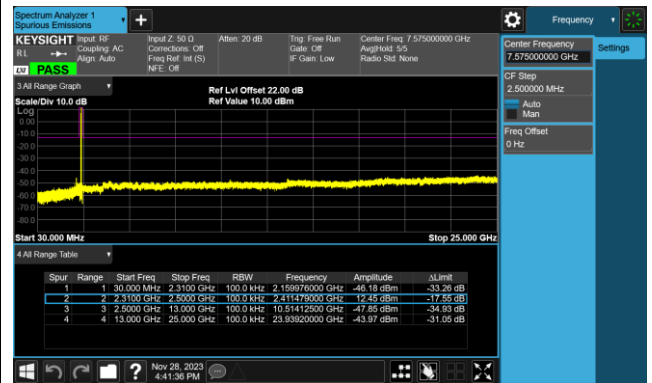 Spectrum Analyzer 1
Spurious Emissions
Frequency
KEYSIGHT Input: RF Input Z: 50 Ω Atten: 20 dB Trig: Free Run Center Freq: 7.575000000 GHz
RL Coupling: AC Corrections: Off Gate: Off Avg|Hold: 5/5
Align: Auto Freq Ref: Int (S) IF Gain: Low Radio Std: None
LXI PASS NFE: Off
Center Frequency
7.575000000 GHz
Settings
CF Step
2.500000 MHz
Auto
Man
Freq Offset
0 Hz
3 All Range Graph
Ref Lvl Offset 22.00 dB
Scale/Div 10.0 dB Ref Value 10.00 dBm
Log
0.00
-10.0
-20.0
-30.0
-40.0
-50.0
-60.0
-70.0
-80.0
Start 30.000 MHz Stop 25.000 GHz
4 All Range Table
Spur Range Start Freq Stop Freq RBW Frequency Amplitude ΔLimit
1 1 30.000 MHz 2.3100 GHz 100.0 kHz 2.159976000 GHz -46.18 dBm -33.26 dB
2 2 2.3100 GHz 2.5000 GHz 100.0 kHz 2.411479000 GHz 12.45 dBm -17.55 dB
3 3 2.5000 GHz 13.000 GHz 100.0 kHz 10.51412500 GHz -47.85 dBm -34.93 dB
4 4 13.000 GHz 25.000 GHz 100.0 kHz 23.93920000 GHz -43.97 dBm -31.05 dB
Nov 28, 2023
4:41:36 PM